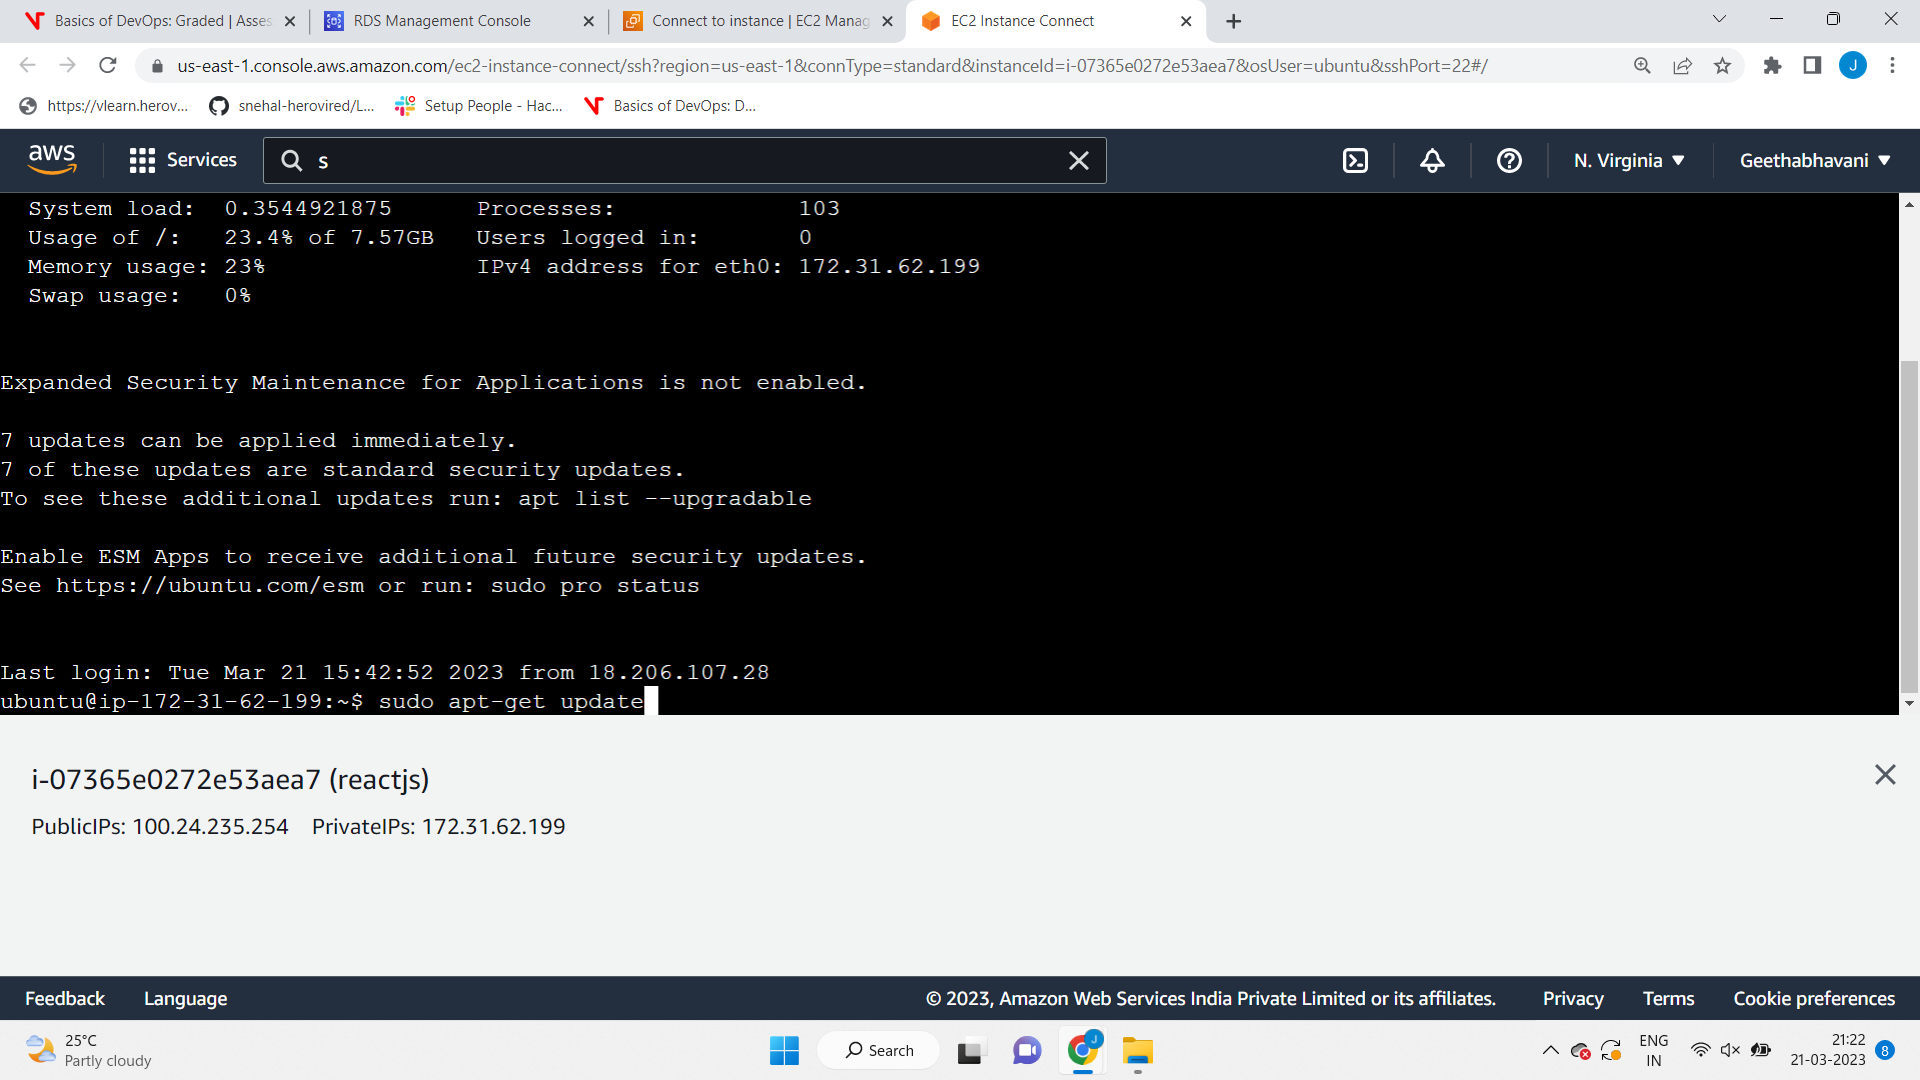 Basics of DevOps: Graded | Asses
RDS Management Console
Connect to instance | EC2 Manag
EC2 Instance Connect
us-east-1.console.aws.amazon.com/ec2-instance-connect/ssh?region=us-east-1&connType=standard&instanceId=i-07365e0272e53aea7&osUser=ubuntu&sshPort=22#/
J
https://vlearn.herov...
snehal-herovired/L...
Setup People - Hac...
Basics of DevOps: D...
aws
Services
s
N. Virginia
Geethabhavani
System load: 0.3544921875 Processes: 103
Usage of /: 23.4% of 7.57GB Users logged in: 0
Memory usage: 23% IPv4 address for eth0: 172.31.62.199
Swap usage: 0%
Expanded Security Maintenance for Applications is not enabled.
7 updates can be applied immediately.
7 of these updates are standard security updates.
To see these additional updates run: apt list --upgradable
Enable ESM Apps to receive additional future security updates.
See https://ubuntu.com/esm or run: sudo pro status
Last login: Tue Mar 21 15:42:52 2023 from 18.206.107.28
ubuntu@ip-172-31-62-199:~$ sudo apt-get update
i-07365e0272e53aea7 (reactjs)
PublicIPs: 100.24.235.254 PrivateIPs: 172.31.62.199
Feedback
Language
© 2023, Amazon Web Services India Private Limited or its affiliates.
Privacy
Terms
Cookie preferences
25°C
Partly cloudy
Search
J
ENG
IN
21:22
21-03-2023
8